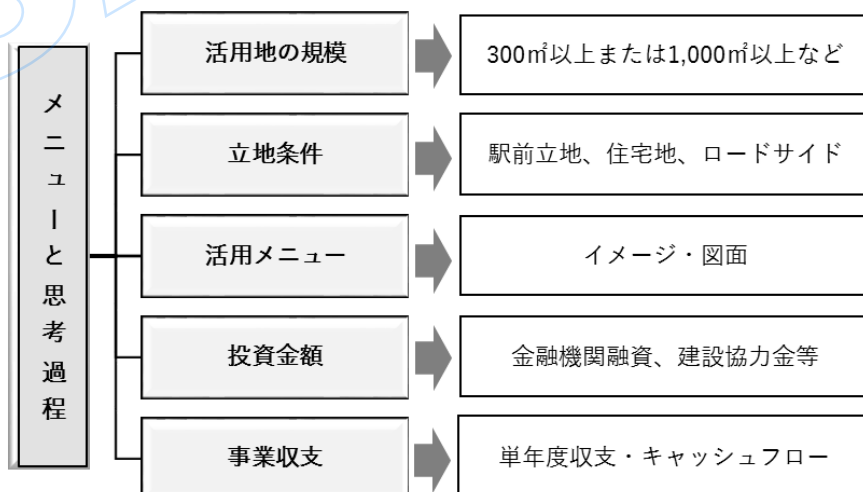 メニューと思考過程
活用地の規模
300㎡以上または1,000㎡以上など
立地条件
駅前立地、住宅地、ロードサイド
活用メニュー
イメージ・図面
投資金額
金融機関融資、建設協力金等
事業収支
単年度収支・キャッシュフロー